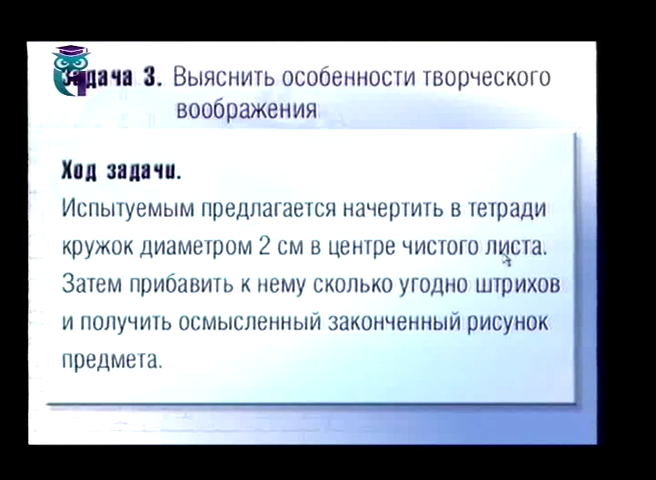 Задача 3. Выяснить особенности творческого
воображения
Ход задачи.
Испытуемым предлагается начертить в тетради
кружок диаметром 2 см в центре чистого листа.
Затем прибавить к нему сколько угодно штрихов
и получить осмысленный законченный рисунок
предмета.